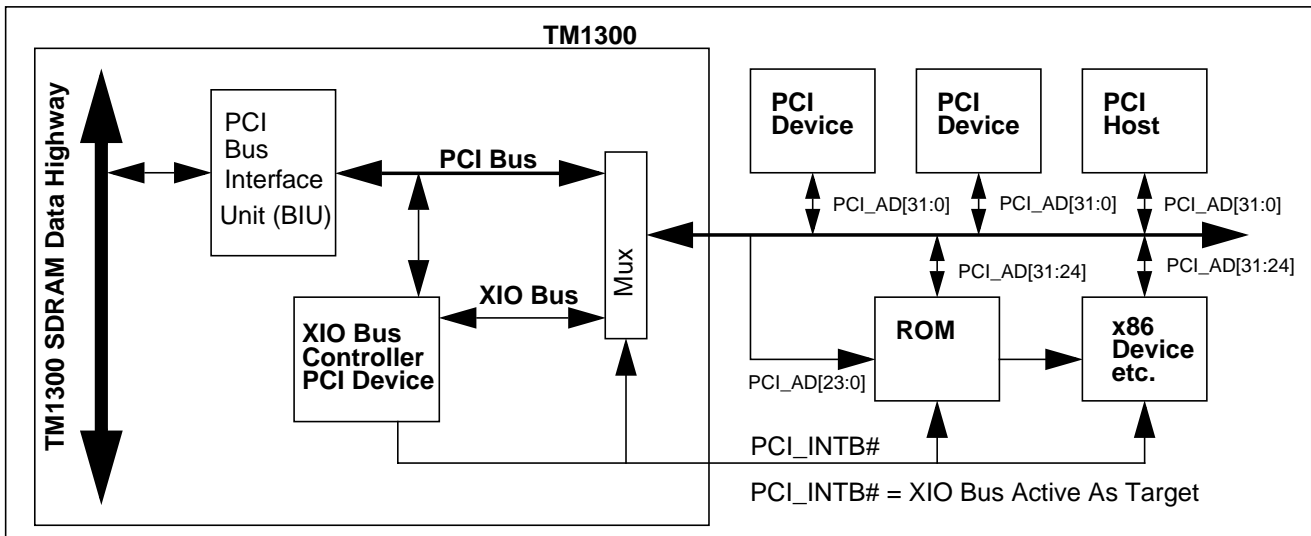 TM1300
TM1300 SDRAM Data Highway
PCI
Bus
Interface
Unit (BIU)
PCI Bus
XIO Bus
XIO Bus
Controller
PCI Device
Mux
PCI
Device
PCI
Device
PCI
Host
PCI_AD[31:0]
PCI_AD[31:0]
PCI_AD[31:0]
PCI_AD[31:24]
PCI_AD[31:24]
ROM
x86
Device
etc.
PCI_AD[23:0]
PCI_INTB#
PCI_INTB# = XIO Bus Active As Target